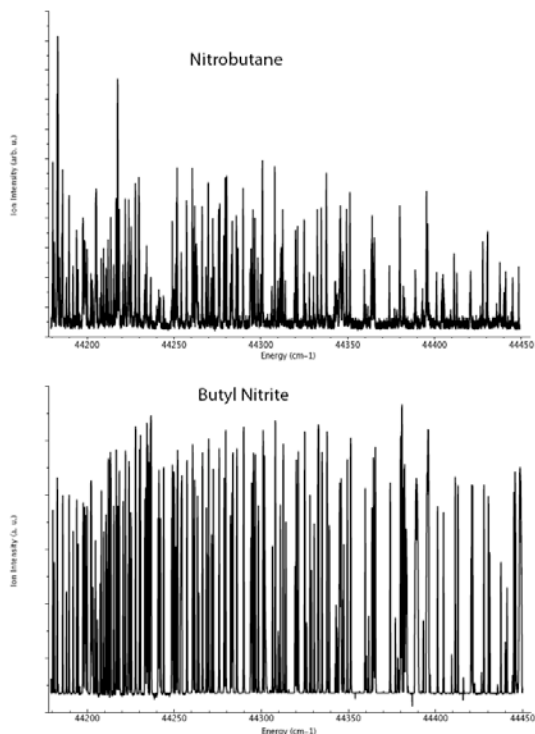 Nitrobutane
Ion Intensity (arb. u.)
44200 44250 44300 44350 44400 44450
Energy (cm-1)
Butyl Nitrite
Ion Intensity (a. u.)
44200 44250 44300 44350 44400 44450
Energy (cm-1)